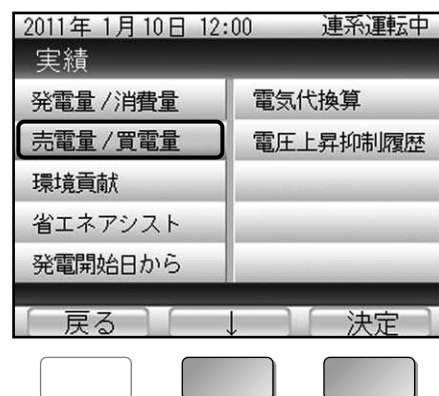 2011年 1月10日 12:00 連系運転中
実績
発電量/消費量 電気代換算
売電量/買電量 電圧上昇抑制履歴
環境貢献
省エネアシスト
発電開始日から
戻る ↓ 決定